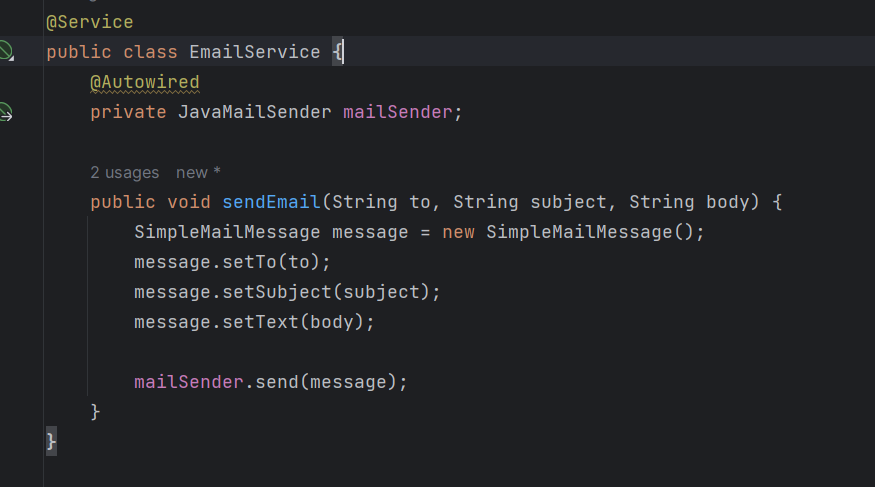 @Service
public class EmailService {
@Autowired
private JavaMailSender mailSender;
2 usages new *
public void sendEmail(String to, String subject, String body) {
SimpleMailMessage message = new SimpleMailMessage();
message.setTo(to);
message.setSubject(subject);
message.setText(body);
mailSender.send(message);
}
}